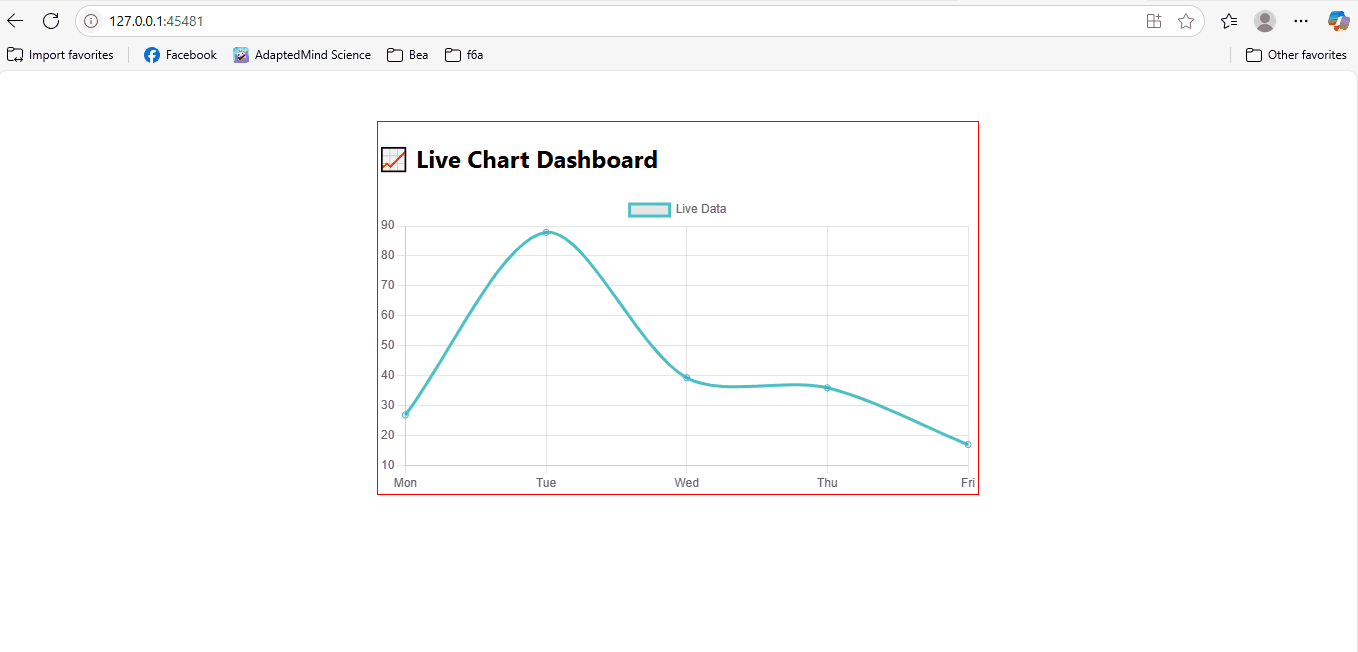 127.0.0.1:45481
Import favorites Facebook AdaptedMind Science Bea f6a Other favorites
📈 Live Chart Dashboard
Live Data
90
80
70
60
50
40
30
20
10
Mon Tue Wed Thu Fri